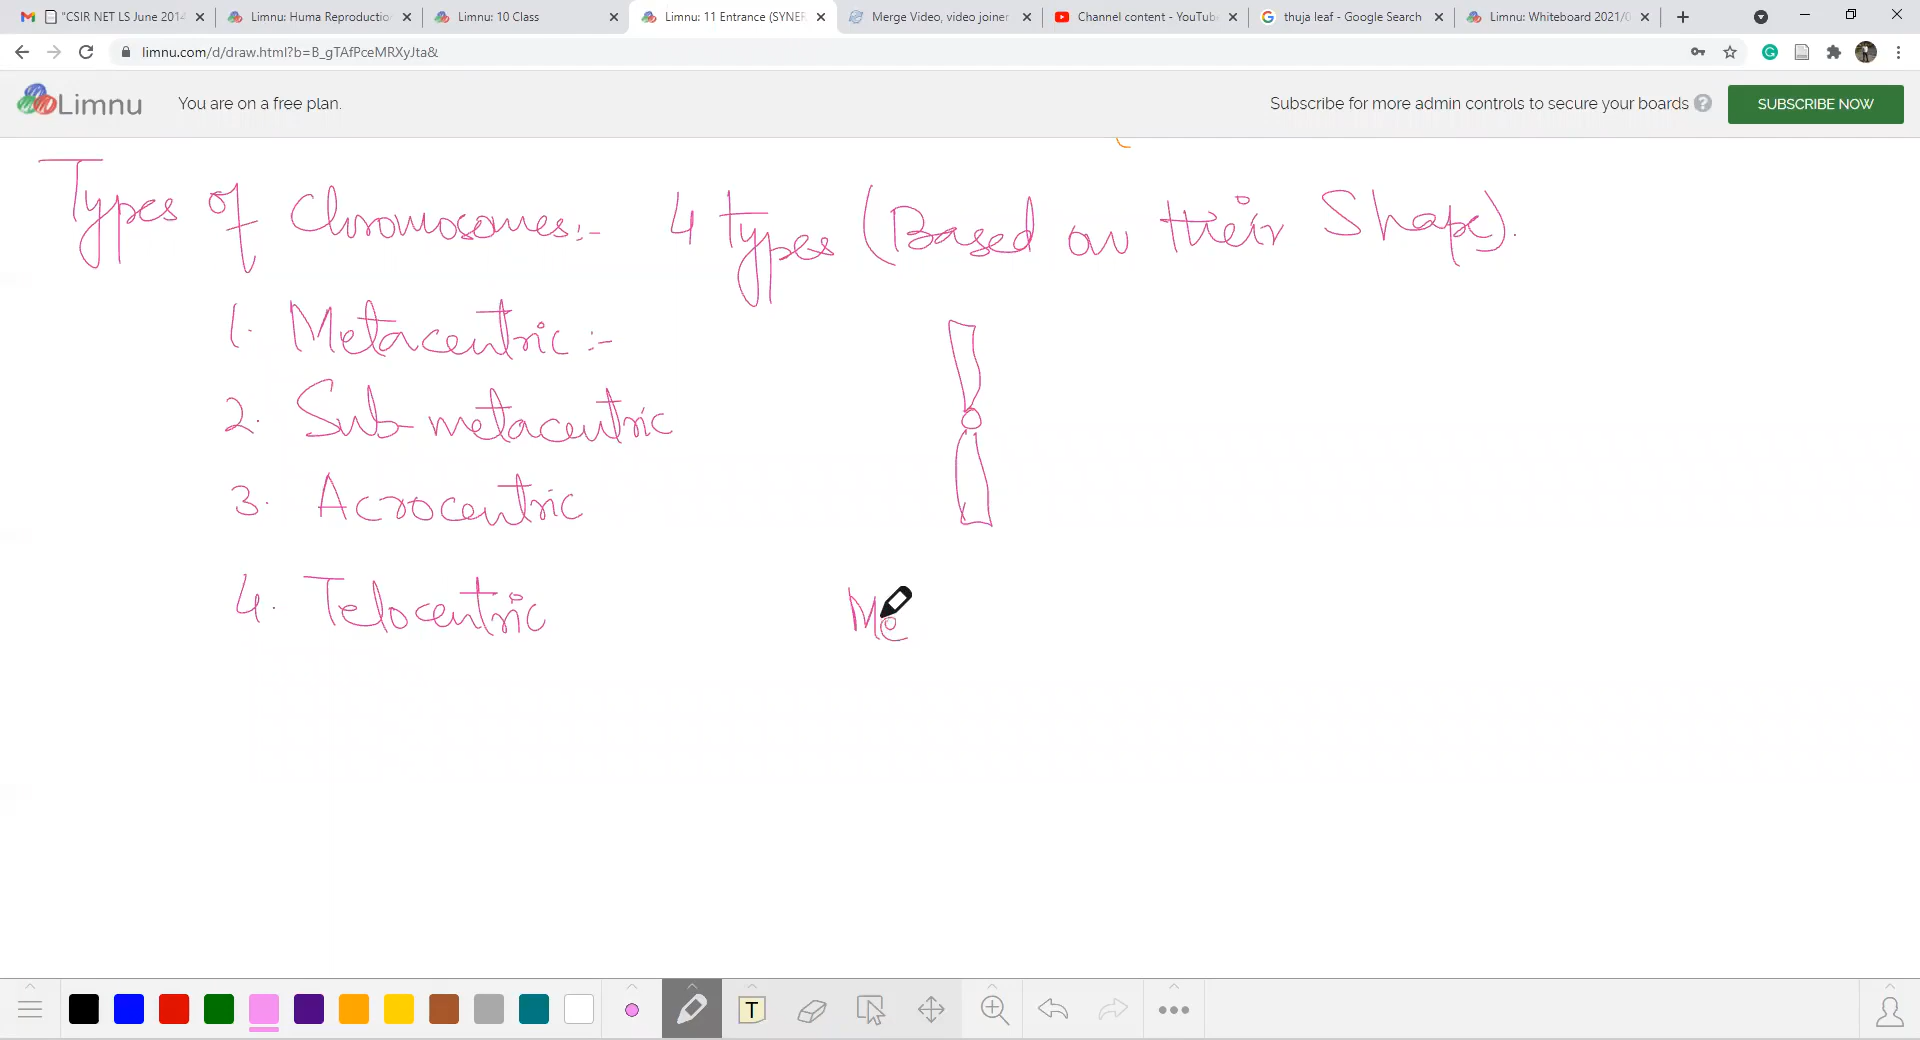 "CSIR NET LS June 2014
Limnu: Huma Reproductio
Limnu: 10 Class
Limnu: 11 Entrance (SYNER
Merge Video, video joiner
Channel content - YouTube
thuja leaf - Google Search
Limnu: Whiteboard 2021/0
limnu.com/d/draw.html?b=B_gTAfPceMRXyJta&
Limnu
You are on a free plan.
Subscribe for more admin controls to secure your boards ?
SUBSCRIBE NOW
Types of Chromosomes:- 4 types (Based on their Shape).
1. Metacentric :-
2. Sub-metacentric
3. Acrocentric
4. Telocentric
Me
T